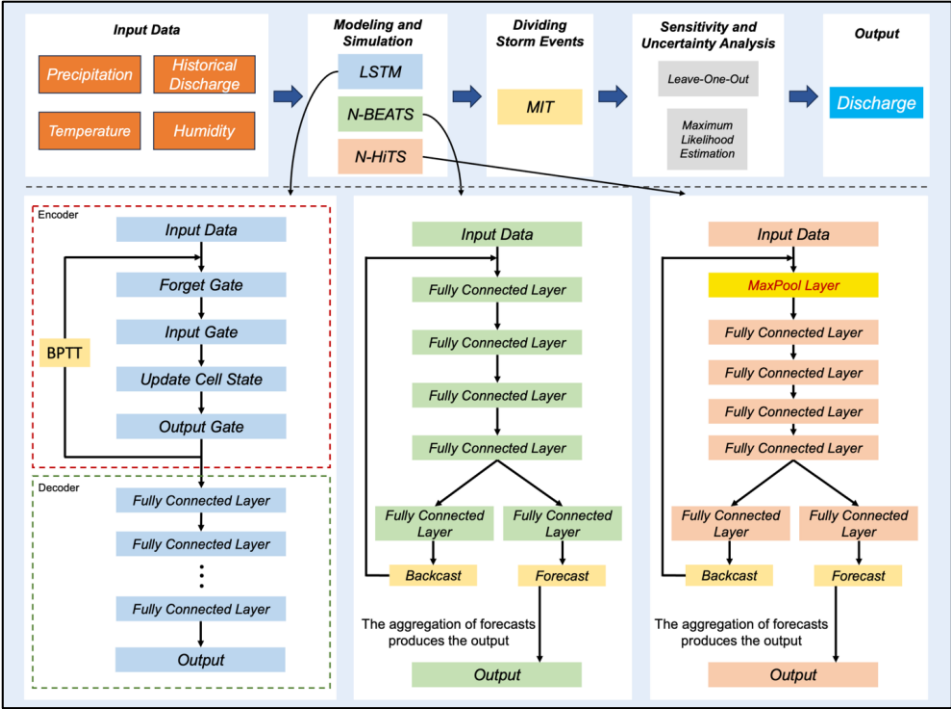 Input Data
Precipitation
Historical
Discharge
Temperature
Humidity
Modeling and
Simulation
LSTM
N-BEATS
N-HiTS
Dividing
Storm Events
MIT
Sensitivity and
Uncertainty Analysis
Leave-One-Out
Maximum
Likelihood
Estimation
Output
Discharge
Encoder
Input Data
Forget Gate
Input Gate
BPTT
Update Cell State
Output Gate
Decoder
Fully Connected Layer
Fully Connected Layer
Fully Connected Layer
Output
Input Data
Fully Connected Layer
Fully Connected Layer
Fully Connected Layer
Fully Connected Layer
Fully Connected
Layer
Fully Connected
Layer
Backcast
Forecast
The aggregation of forecasts
produces the output
Output
Input Data
MaxPool Layer
Fully Connected Layer
Fully Connected Layer
Fully Connected Layer
Fully Connected Layer
Fully Connected
Layer
Fully Connected
Layer
Backcast
Forecast
The aggregation of forecasts
produces the output
Output